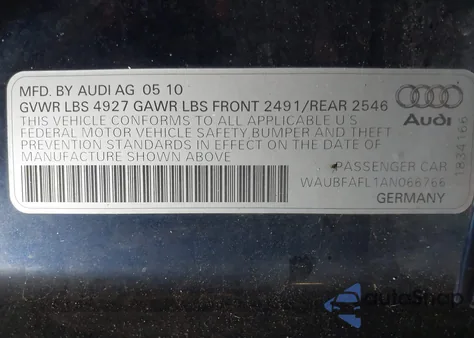 MFD. BY AUDI AG 05 10
GVWR LBS 4927 GAWR LBS FRONT 2491/REAR 2546
THIS VEHICLE CONFORMS TO ALL APPLICABLE U S
FEDERAL MOTOR VEHICLE SAFETY, BUMPER AND THEFT
PREVENTION STANDARDS IN EFFECT ON THE DATE OF
MANUFACTURE SHOWN ABOVE
PASSENGER CAR
WAUBFAFL1AN068766
GERMANY
Audi
1834166
autoSnap